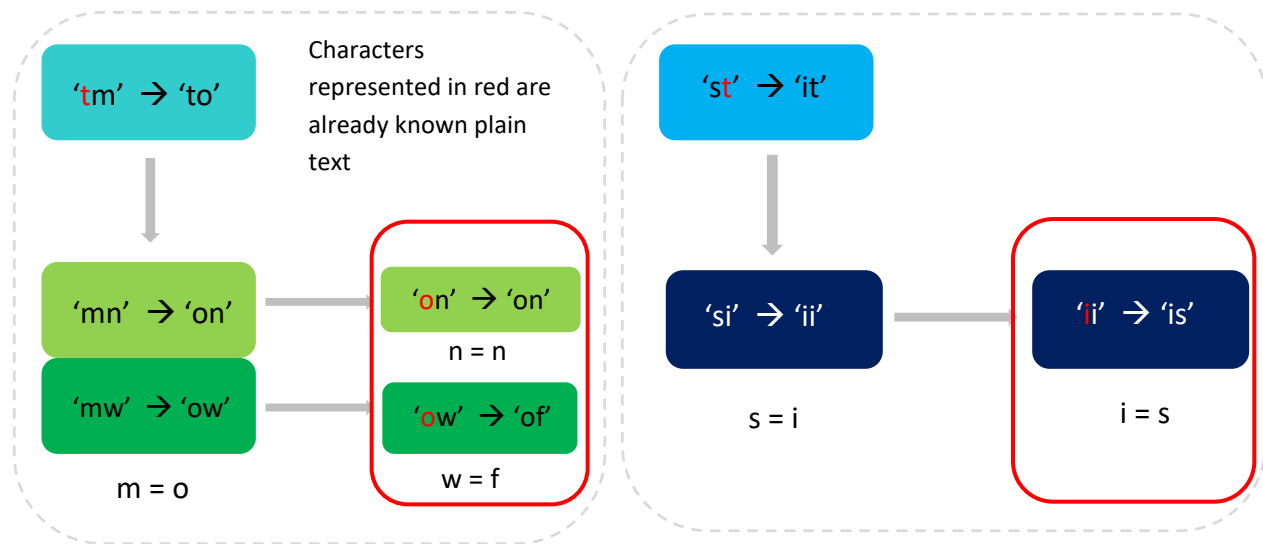 ‘tm’ → ‘to’
Characters
represented in red are
already known plain
text
‘mn’ → ‘on’
‘on’ → ‘on’
n = n
‘mw’ → ‘ow’
‘ow’ → ‘of’
m = o
w = f
‘st’ → ‘it’
‘si’ → ‘ii’
‘ii’ → ‘is’
s = i
i = s